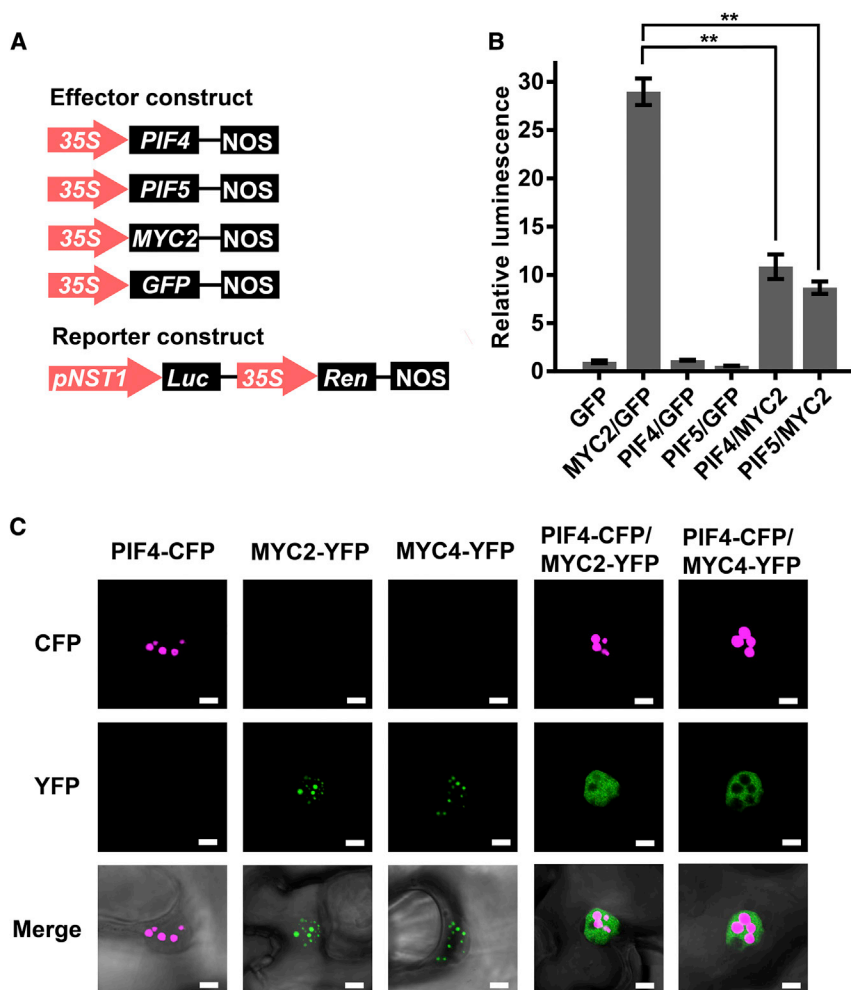 A
Effector construct
35S PIF4 NOS
35S PIF5 NOS
35S MYC2 NOS
35S GFP NOS
Reporter construct
pNST1 Luc 35S Ren NOS
B
**
**
Relative luminescence
30
25
20
15
10
5
0
GFP
MYC2/GFP
PIF4/GFP
PIF5/GFP
PIF4/MYC2
PIF5/MYC2
C
PIF4-CFP
MYC2-YFP
MYC4-YFP
PIF4-CFP/
MYC2-YFP
PIF4-CFP/
MYC4-YFP
CFP
YFP
Merge